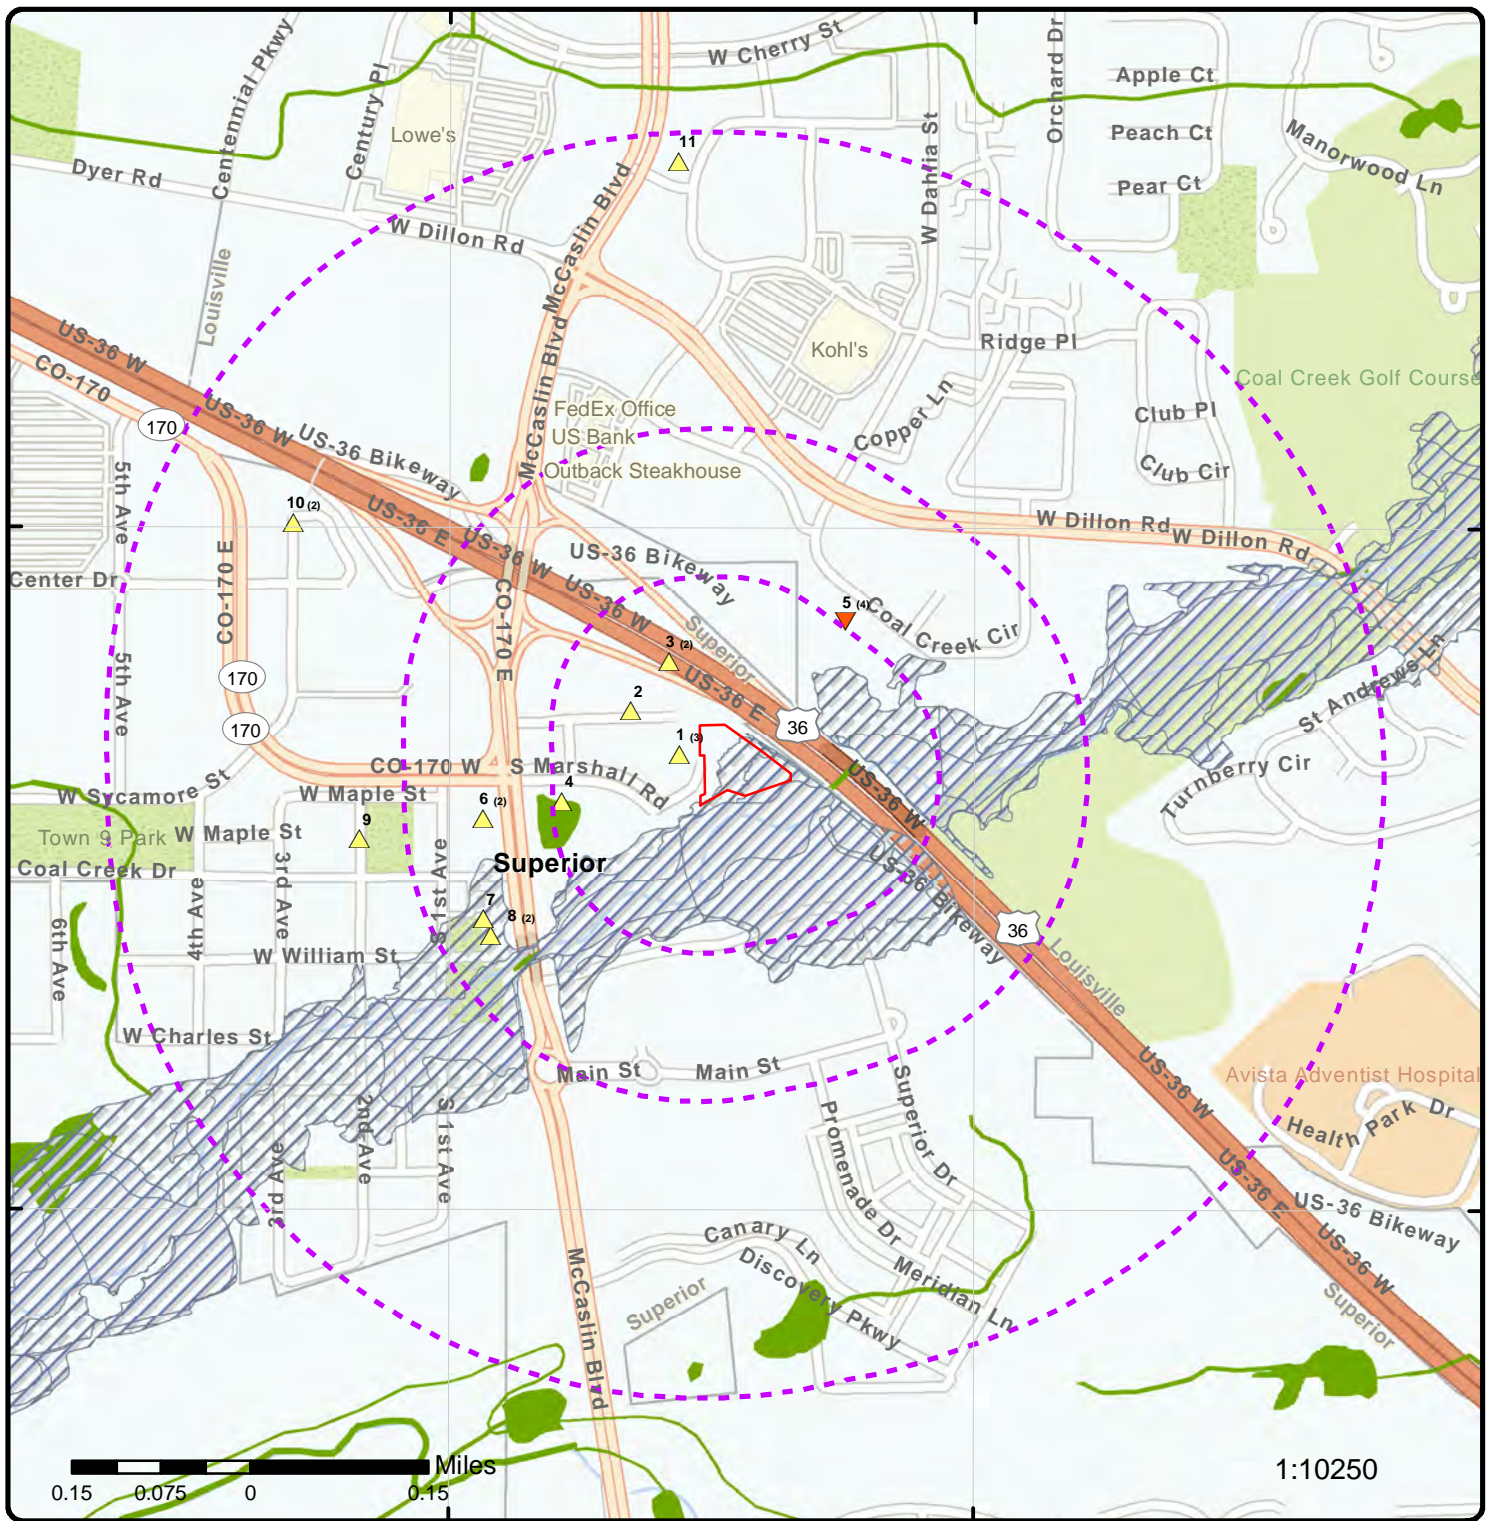 W Cherry St
Centennial Pkwy
Century Pl
Lowe's
Orchard Dr
Apple Ct
Peach Ct
Pear Ct
Manorwood Ln
Dyer Rd
W Dahlia St
11
W Dillon Rd
McCaslin Blvd
McCaslin Blvd
McCaslin Blvd
Louisville
US-36 W
CO-170
170
US-36 W
US-36 Bikeway
FedEx Office
US Bank
Outback Steakhouse
Kohl's
Ridge Pl
Copper Ln
Coal Creek Golf Course
Club Pl
Club Cir
5th Ave
10 (2)
US-36 E
US-36 W
US-36 Bikeway
US-36 W
W Dillon Rd
W Dillon Rd
Center Dr
CO-170 E
CO-170 E
5 (4)
Coal Creek Cir
Superior
3 (2)
US-36 E
2
36
1 (3)
5th Ave
170
170
St Andrews Ln
Turnberry Cir
CO-170 W
S Marshall Rd
W Sycamore St
W Maple St
4
6 (2)
US-36 W
Town 9 Park
W Maple St
9
Superior
Coal Creek Dr
3rd Ave
S 1st Ave
US-36 Bikeway
7
8 (2)
6th Ave
4th Ave
W William St
36
Louisville
W Charles St
Main St
Main St
US-36 W
Avista Adventist Hospital
Health Park Dr
2nd Ave
S 1st Ave
3rd Ave
Promenade Dr
Superior Dr
US-36 E
US-36 Bikeway
US-36 W
Canary Ln
Discovery Pkwy
Meridian Ln
Superior
McCaslin Blvd
Superior
Miles
0.15
0.075
0
0.15
1:10250